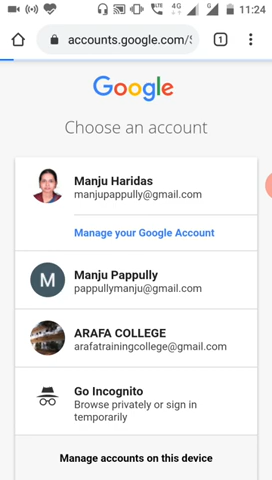 11:24
4G
accounts.google.com/S
1
Google
Choose an account
Manju Haridas
manjupappully@gmail.com
Manage your Google Account
M
Manju Pappully
pappullymanju@gmail.com
ARAFA COLLEGE
arafatrainingcollege@gmail.com
Go Incognito
Browse privately or sign in
temporarily
Manage accounts on this device